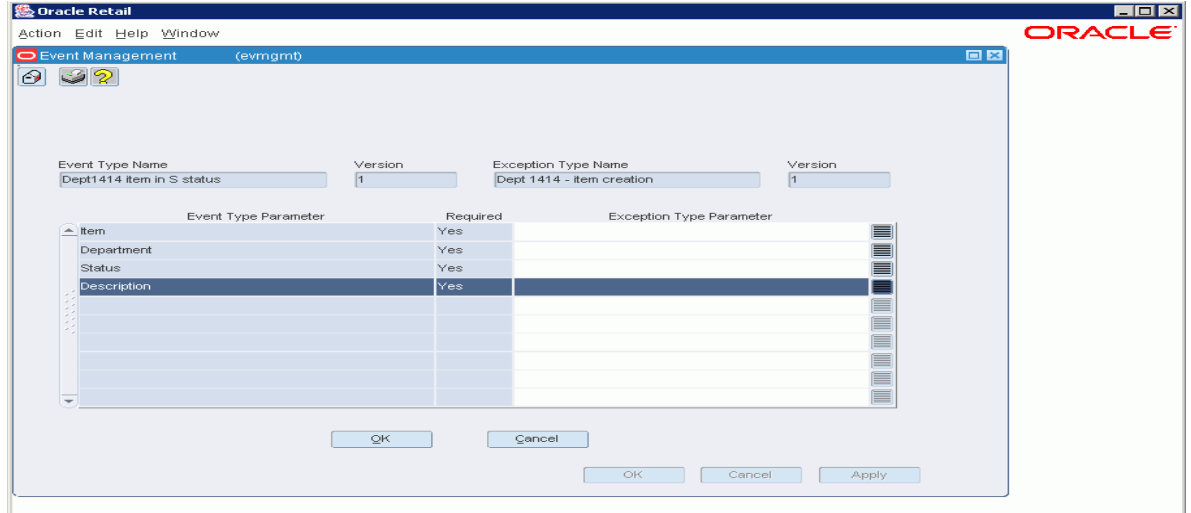 Oracle Retail
Action Edit Help Window
ORACLE
Event Management (evmgmt)
Event Type Name Version Exception Type Name Version
Dept1414 item in S status 1 Dept 1414 - item creation 1
Event Type Parameter Required Exception Type Parameter
Item Yes
Department Yes
Status Yes
Description Yes
OK Cancel
OK Cancel Apply